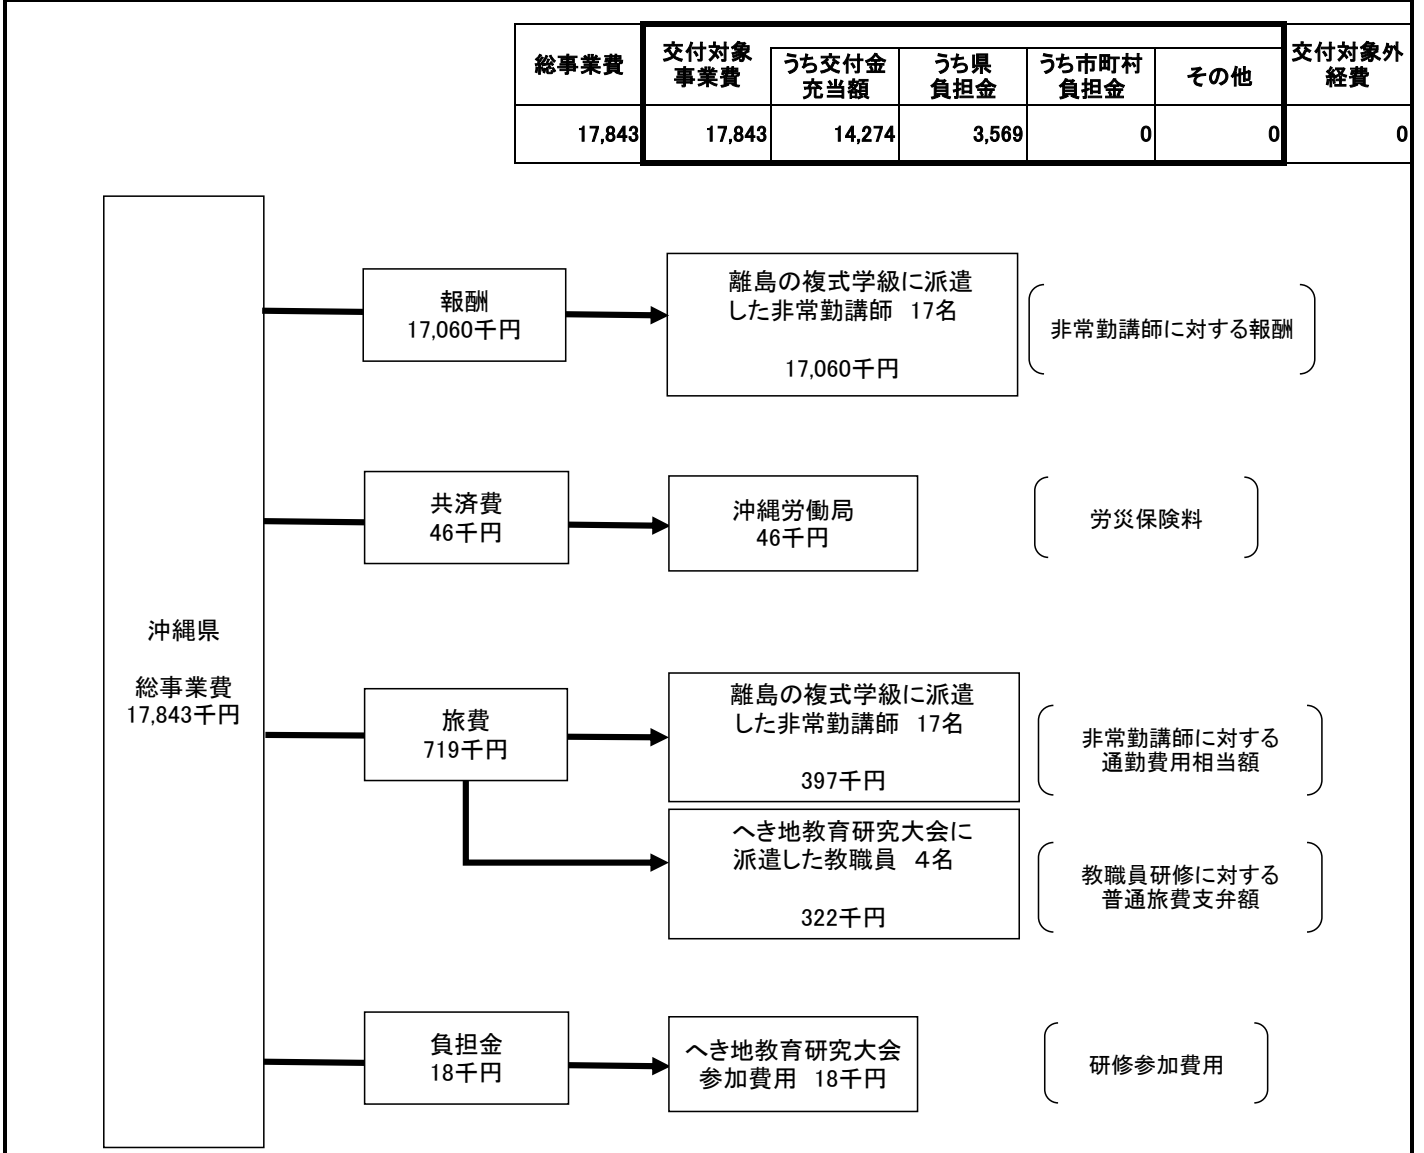 総事業費
交付対象
事業費
うち交付金
充当額
うち県
負担金
うち市町村
負担金
その他
交付対象外
経費
17,843
17,843
14,274
3,569
0
0
0
沖縄県
総事業費
17,843千円
報酬
17,060千円
離島の複式学級に派遣
した非常勤講師 17名
17,060千円
非常勤講師に対する報酬
共済費
46千円
沖縄労働局
46千円
労災保険料
旅費
719千円
離島の複式学級に派遣
した非常勤講師 17名
397千円
非常勤講師に対する
通勤費用相当額
へき地教育研究大会に
派遣した教職員 4名
322千円
教職員研修に対する
普通旅費支弁額
負担金
18千円
へき地教育研究大会
参加費用 18千円
研修参加費用